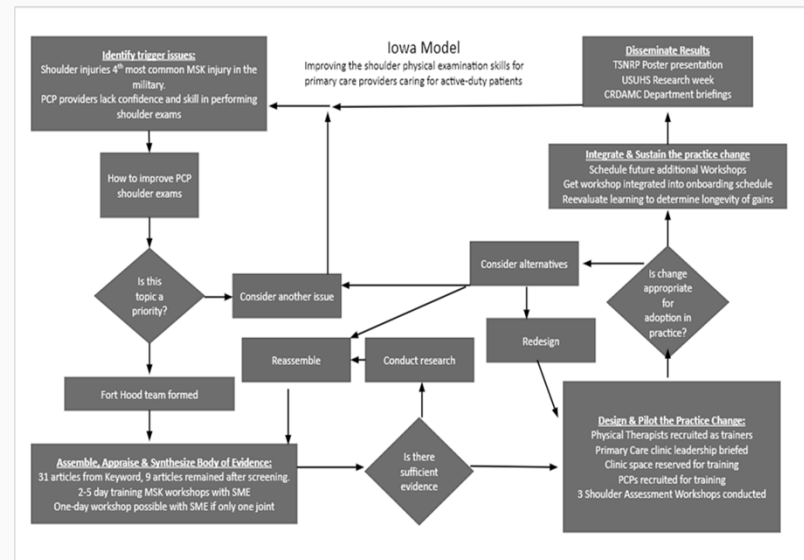 Iowa Model
Improving the shoulder physical examination skills for
primary care providers caring for active-duty patients
Identify trigger issues:
Shoulder injuries 4th most common MSK injury in the
military.
PCP providers lack confidence and skill in performing
shoulder exams
How to improve PCP
shoulder exams
Is this
topic a
priority?
Consider another issue
Fort Hood team formed
Assemble, Appraise & Synthesize Body of Evidence:
31 articles from Keyword, 9 articles remained after screening.
2-5 day training MSK workshops with SME
One-day workshop possible with SME if only one joint
Reassemble
Conduct research
Is there
sufficient
evidence
Consider alternatives
Redesign
Design & Pilot the Practice Change:
Physical Therapists recruited as trainers
Primary Care clinic leadership briefed
Clinic space reserved for training
PCPs recruited for training
3 Shoulder Assessment Workshops conducted
Is change
appropriate
for
adoption in
practice?
Integrate & Sustain the practice change
Schedule future additional Workshops
Get workshop integrated into onboarding schedule
Reevaluate learning to determine longevity of gains
Disseminate Results
TSNRP Poster presentation
USUHS Research week
CRDAMC Department briefings